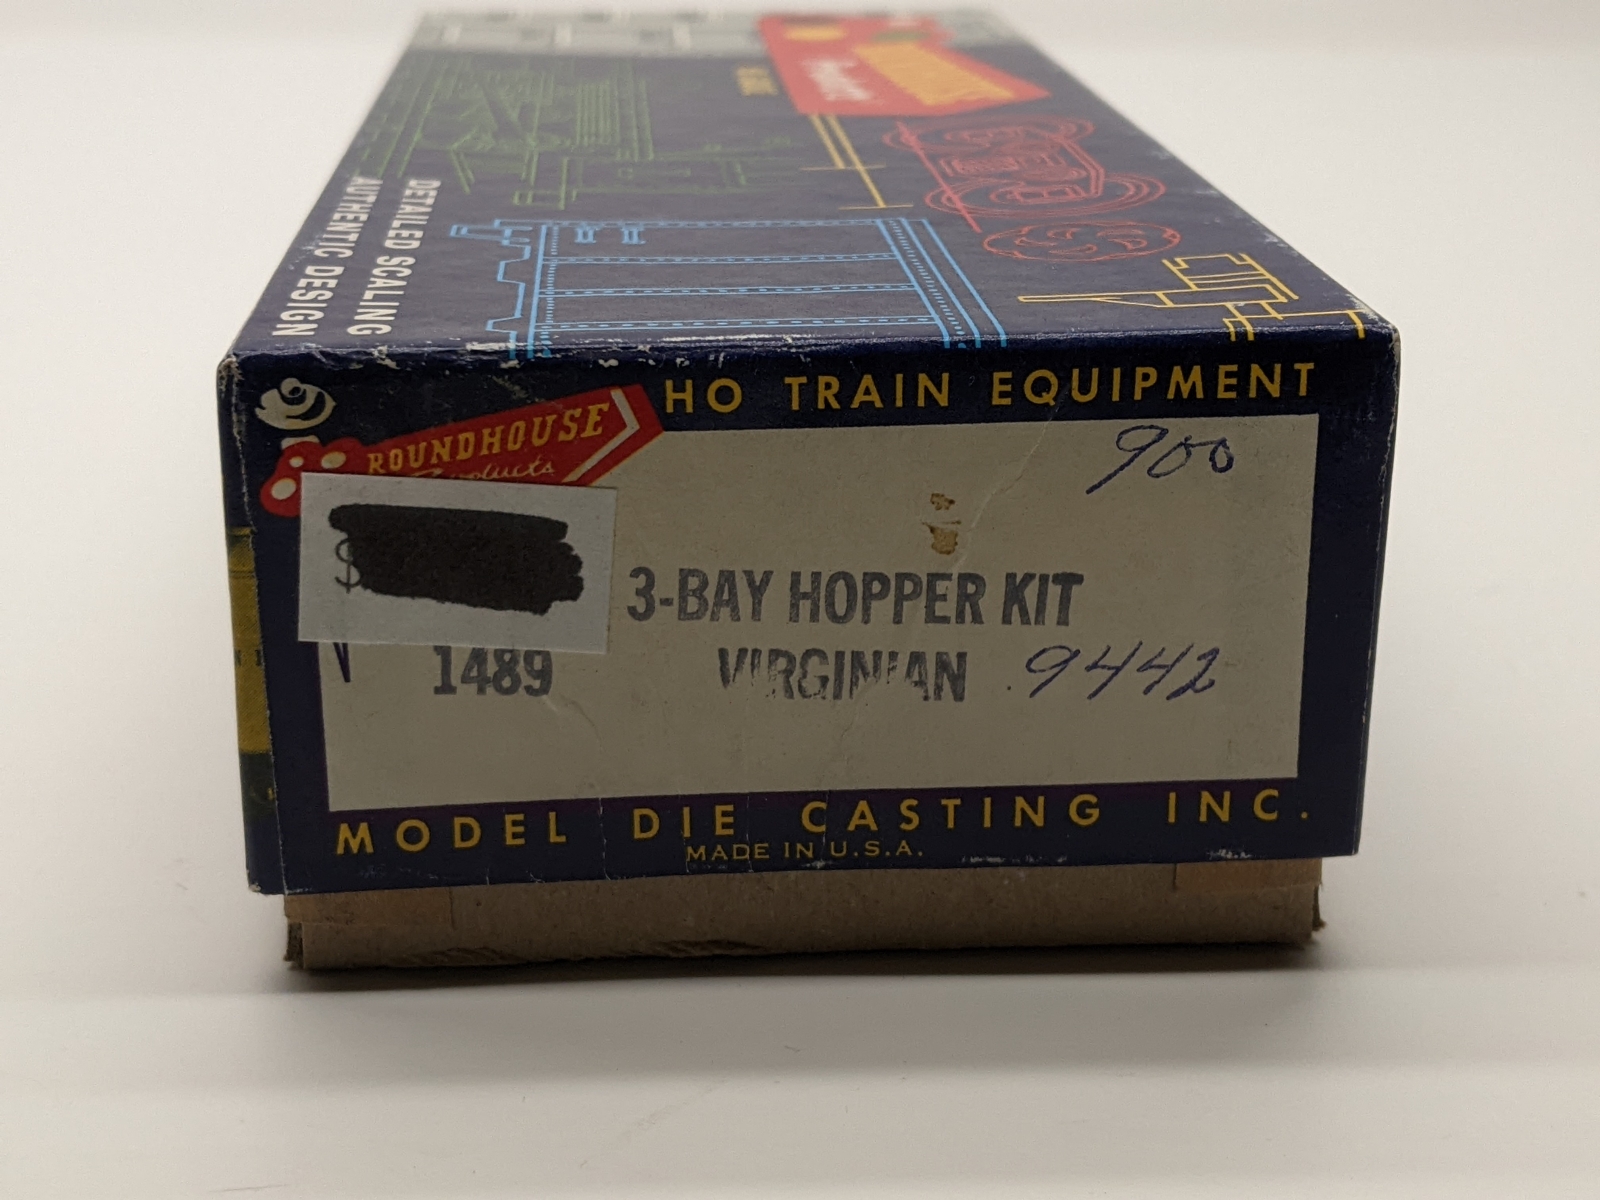 DETAILED SCALING
AUTHENTIC DESIGN
HO TRAIN EQUIPMENT
ROUNDHOUSE
Products
900
$
3-BAY HOPPER KIT
1489 VIRGINIAN 9442
MODEL DIE CASTING INC.
MADE IN U.S.A.